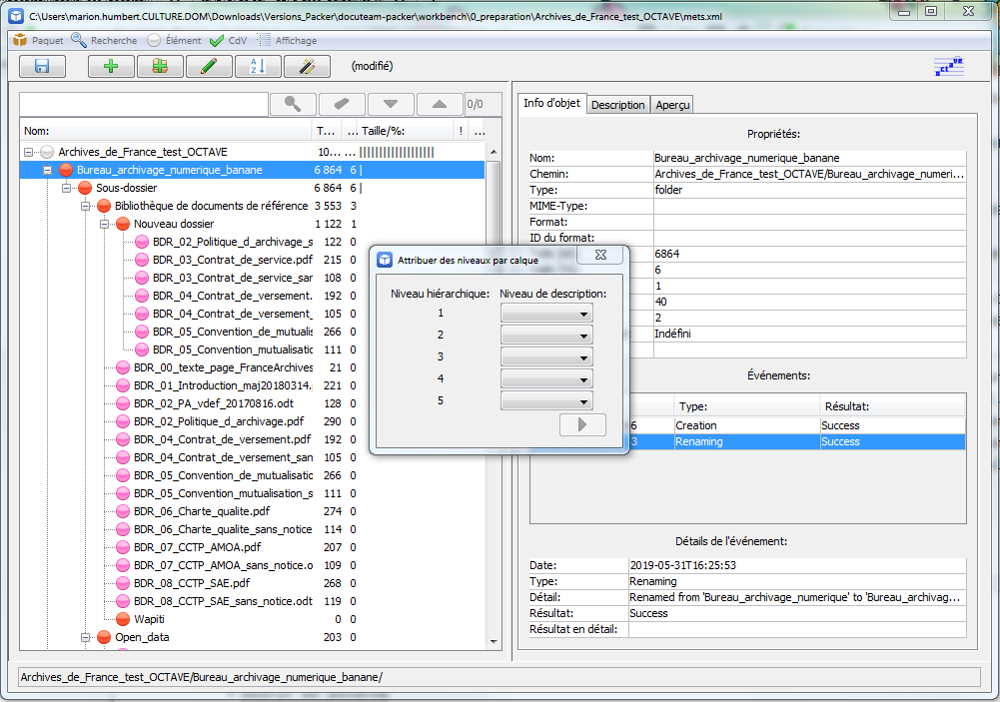 C:\Users\marion.humbert.CULTURE.DOM\Downloads\Versions_Packer\docuteam-packer\workbench\0_preparation\Archives_de_France_test_OCTAVE\mets.xml
Paquet Recherche Élément CdV Affichage
(modifié)
0/0
Nom: T... ... Taille/%: ! ...
Archives_de_France_test_OCTAVE 10... ...
Bureau_archivage_numerique_banane 6 864 6
Sous-dossier 6 864 6
Bibliothèque de documents de référence 3 553 3
Nouveau dossier 1 122 1
BDR_02_Politique_d_archivage_s 122 0
BDR_03_Contrat_de_service.pdf 215 0
BDR_03_Contrat_de_service_sar 108 0
BDR_04_Contrat_de_versement. 192 0
BDR_04_Contrat_de_versement_ 105 0
BDR_05_Convention_de_mutualis 266 0
BDR_05_Convention_mutualisatic 111 0
BDR_00_texte_page_FranceArchives 21 0
BDR_01_Introduction_maj20180314. 221 0
BDR_02_PA_vdef_20170816.odt 128 0
BDR_02_Politique_d_archivage.pdf 290 0
BDR_04_Contrat_de_versement.pdf 192 0
BDR_04_Contrat_de_versement_san 105 0
BDR_05_Convention_de_mutualisatio 266 0
BDR_05_Convention_mutualisation_s 111 0
BDR_06_Charte_qualite.pdf 274 0
BDR_06_Charte_qualite_sans_notice 114 0
BDR_07_CCTP_AMOA.pdf 207 0
BDR_07_CCTP_AMOA_sans_notice.o 109 0
BDR_08_CCTP_SAE.pdf 268 0
BDR_08_CCTP_SAE_sans_notice.odt 119 0
Wapiti 0 0
Open_data 203 0
Attribuer des niveaux par calque
Niveau hiérarchique: Niveau de description:
1
2
3
4
5
Info d'objet Description Aperçu
Propriétés:
Nom: Bureau_archivage_numerique_banane
Chemin: Archives_de_France_test_OCTAVE/Bureau_archivage_numeri...
Type: folder
MIME-Type:
Format:
ID du format:
6864
6
1
40
2
Indéfini
Événements:
Type: Résultat:
6 Creation Success
3 Renaming Success
Détails de l'événement:
Date: 2019-05-31T16:25:53
Type: Renaming
Détail: Renamed from 'Bureau_archivage_numerique' to 'Bureau_archivag...
Résultat: Success
Résultat en détail:
Archives_de_France_test_OCTAVE/Bureau_archivage_numerique_banane/